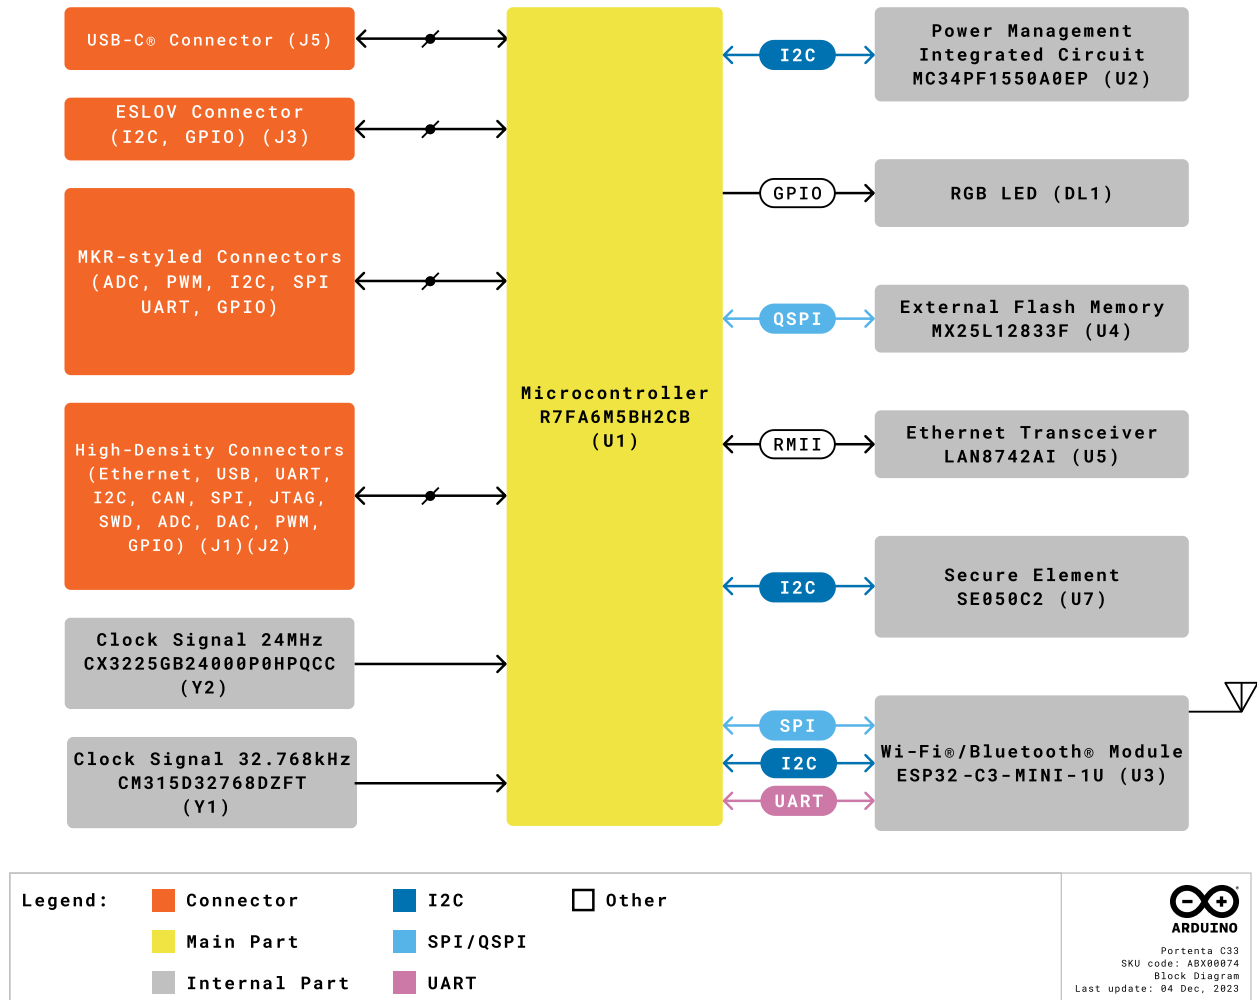 USB-C® Connector (J5)
ESLOV Connector
(I2C, GPIO) (J3)
MKR-styled Connectors
(ADC, PWM, I2C, SPI
UART, GPIO)
High-Density Connectors
(Ethernet, USB, UART,
I2C, CAN, SPI, JTAG,
SWD, ADC, DAC, PWM,
GPIO) (J1)(J2)
Clock Signal 24MHz
CX3225GB24000P0HPQCC
(Y2)
Clock Signal 32.768kHz
CM315D32768DZFT
(Y1)
Microcontroller
R7FA6M5BH2CB
(U1)
I2C
Power Management
Integrated Circuit
MC34PF1550A0EP (U2)
GPIO
RGB LED (DL1)
QSPI
External Flash Memory
MX25L12833F (U4)
RMII
Ethernet Transceiver
LAN8742AI (U5)
I2C
Secure Element
SE050C2 (U7)
SPI
I2C
UART
Wi-Fi®/Bluetooth® Module
ESP32-C3-MINI-1U (U3)
Legend:
Connector
Main Part
Internal Part
I2C
SPI/QSPI
UART
Other
ARDUINO
Portenta C33
SKU code: ABX00074
Block Diagram
Last update: 04 Dec, 2023